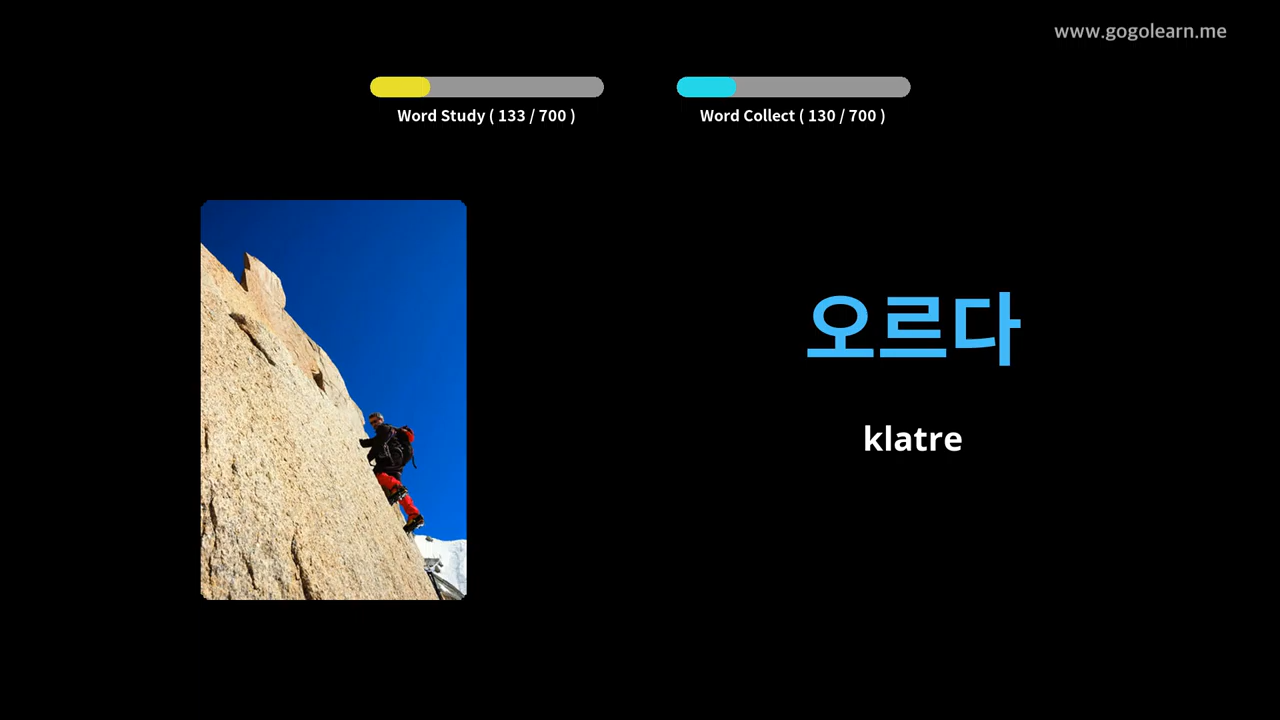 www.gogolearn.me
Word Study ( 133 / 700 )
Word Collect ( 130 / 700 )
오르다
klatre